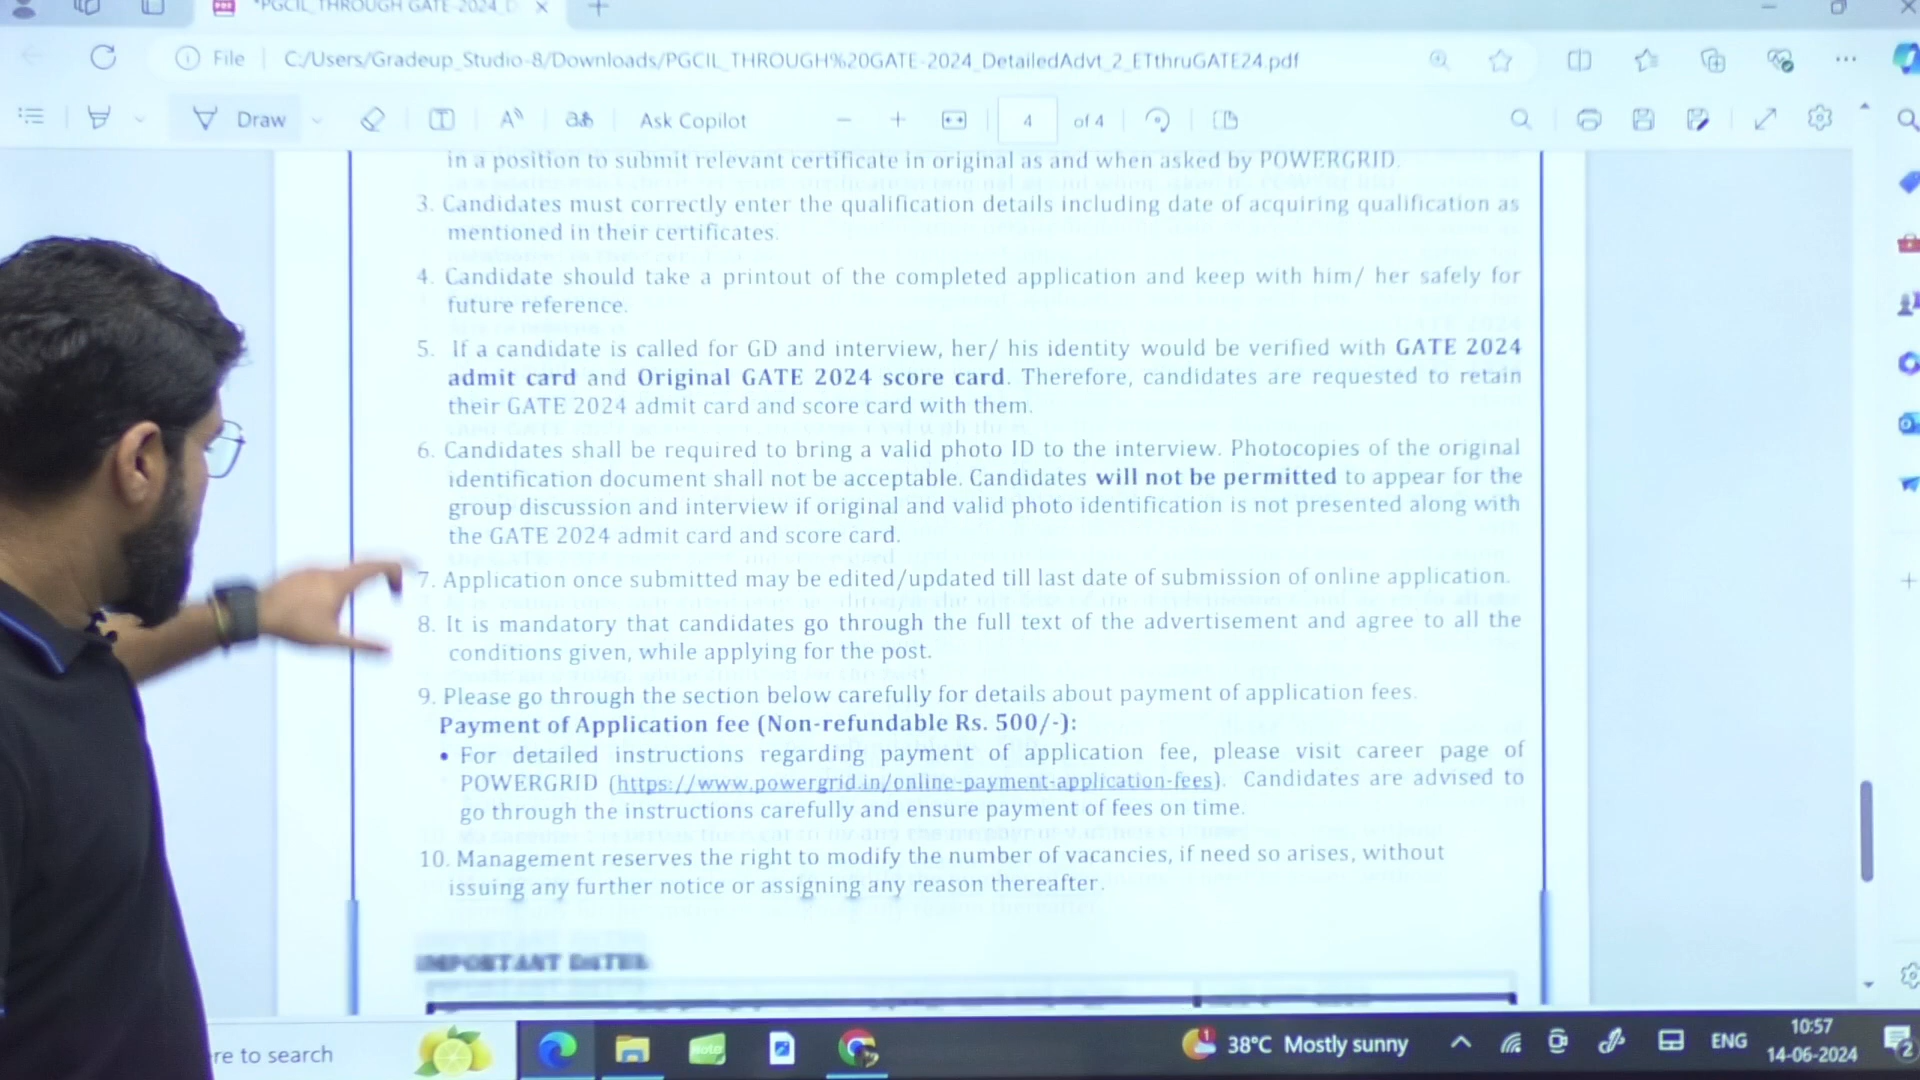 *PGCIL_THROUGH GATE-2024_D
File
C:/Users/Gradeup_Studio-8/Downloads/PGCIL_THROUGH%20GATE-2024_DetailedAdvt_2_ETthruGATE24.pdf
Draw
Ask Copilot
4
of 4
in a position to submit relevant certificate in original as and when asked by POWERGRID.
3. Candidates must correctly enter the qualification details including date of acquiring qualification as
mentioned in their certificates.
4. Candidate should take a printout of the completed application and keep with him/ her safely for
future reference.
5. If a candidate is called for GD and interview, her/ his identity would be verified with GATE 2024
admit card and Original GATE 2024 score card. Therefore, candidates are requested to retain
their GATE 2024 admit card and score card with them.
6. Candidates shall be required to bring a valid photo ID to the interview. Photocopies of the original
identification document shall not be acceptable. Candidates will not be permitted to appear for the
group discussion and interview if original and valid photo identification is not presented along with
the GATE 2024 admit card and score card.
7. Application once submitted may be edited/updated till last date of submission of online application.
8. It is mandatory that candidates go through the full text of the advertisement and agree to all the
conditions given, while applying for the post.
9. Please go through the section below carefully for details about payment of application fees.
Payment of Application fee (Non-refundable Rs. 500/-):
• For detailed instructions regarding payment of application fee, please visit career page of
POWERGRID (https://www.powergrid.in/online-payment-application-fees). Candidates are advised to
go through the instructions carefully and ensure payment of fees on time.
10. Management reserves the right to modify the number of vacancies, if need so arises, without
issuing any further notice or assigning any reason thereafter.
IMPORTANT DATES
re to search
1
38°C Mostly sunny
ENG
10:57
14-06-2024
2